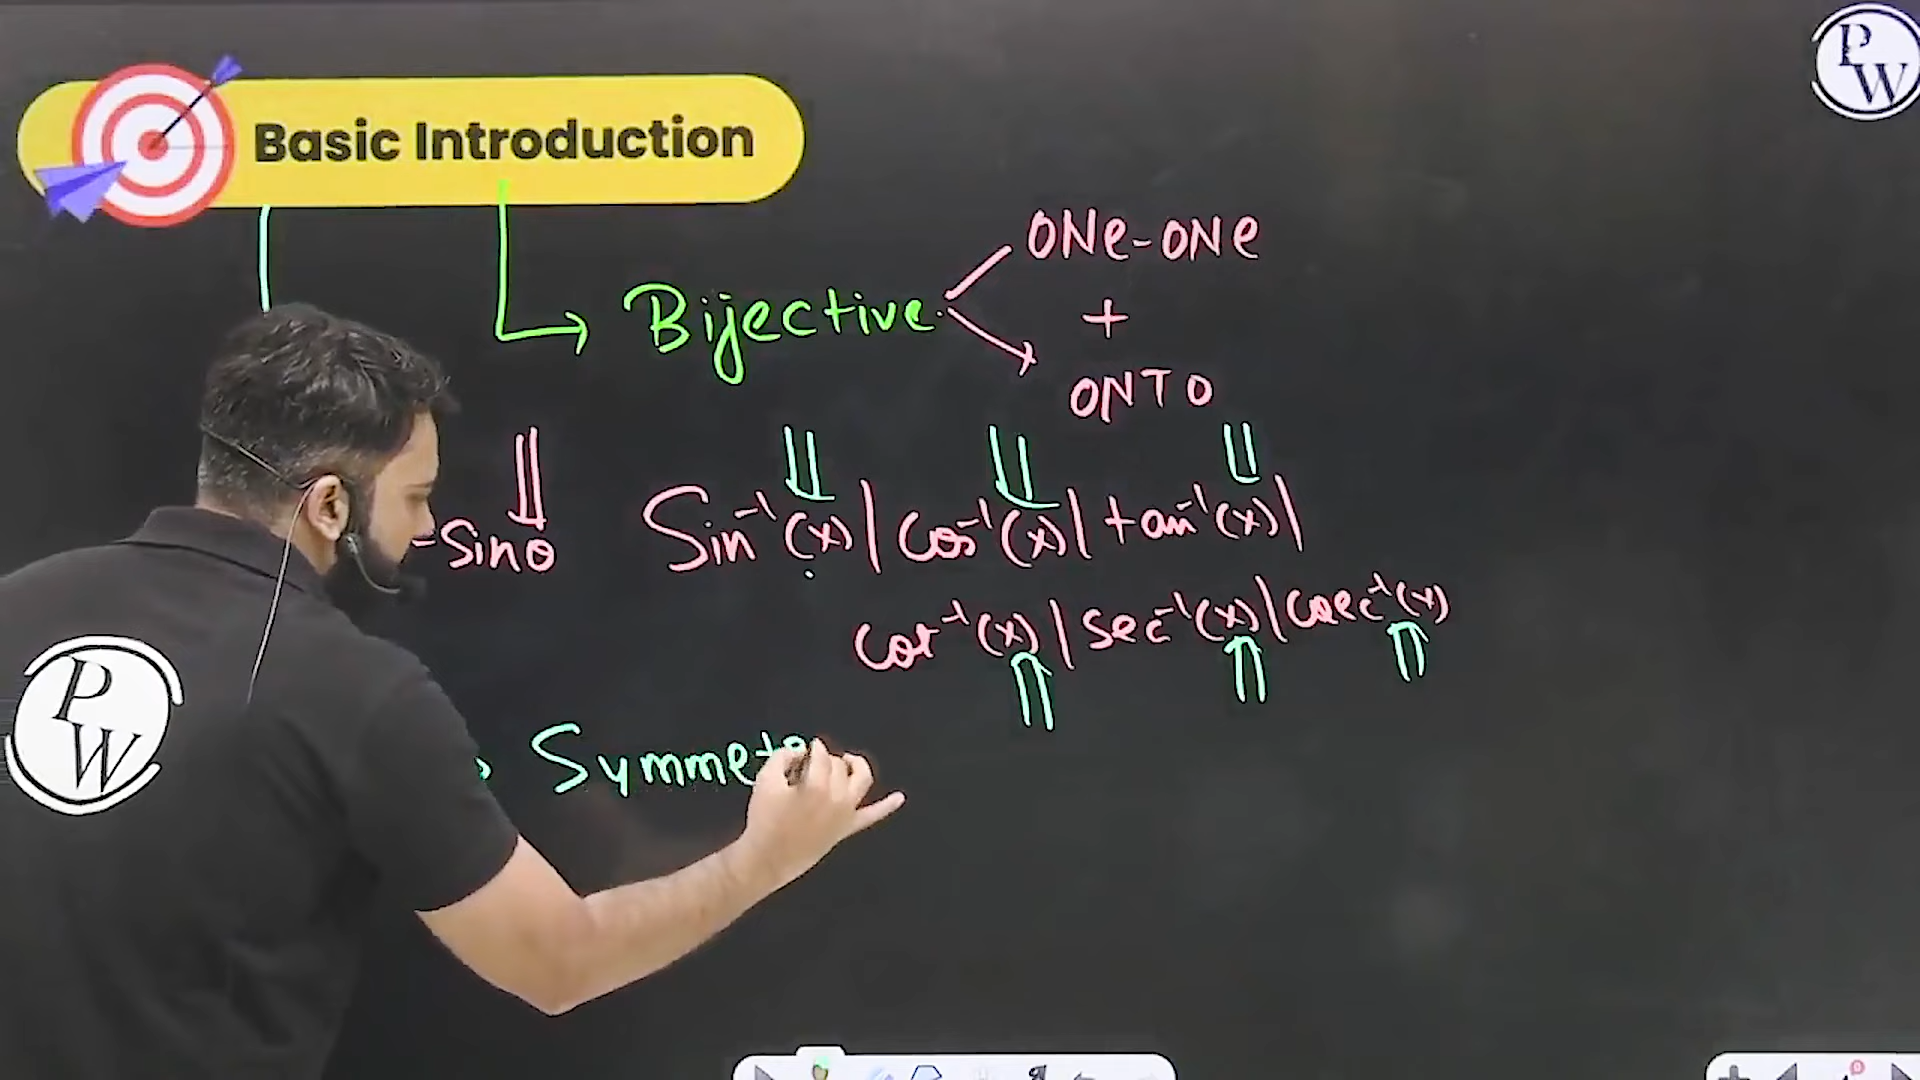 PW
Basic Introduction
ONe-ONe
Bijective
+
ONTO
=Sinθ
Sin⁻¹(x)| Cos⁻¹(x)| tan⁻¹(x)|
Cot⁻¹(x)| Sec⁻¹(x)| Cosec⁻¹(x)
PW